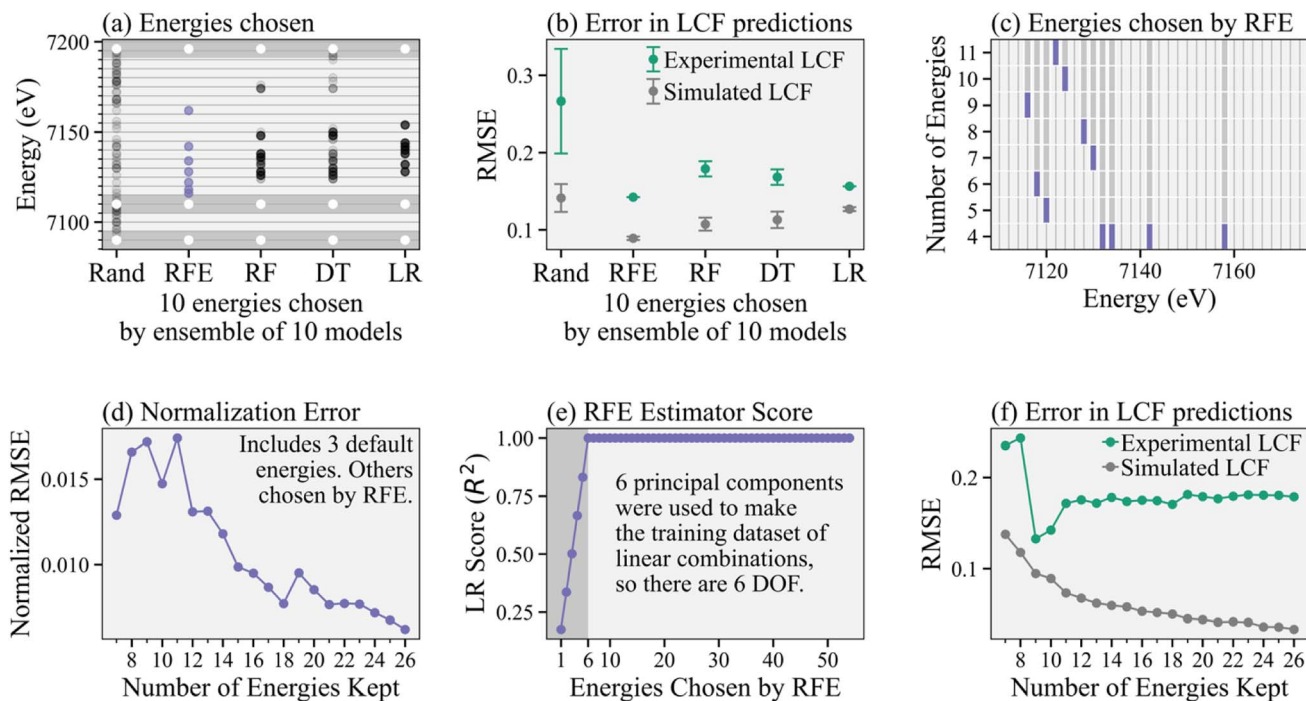 (a) Energies chosen
7200
7150
7100
Energy (eV)
Rand RFE RF DT LR
10 energies chosen
by ensemble of 10 models
(b) Error in LCF predictions
Experimental LCF
Simulated LCF
0.3
0.2
0.1
RMSE
Rand RFE RF DT LR
10 energies chosen
by ensemble of 10 models
(c) Energies chosen by RFE
11
10
9
8
7
6
5
4
Number of Energies
7120 7140 7160
Energy (eV)
(d) Normalization Error
Includes 3 default
energies. Others
chosen by RFE.
0.015
0.010
Normalized RMSE
8 10 12 14 16 18 20 22 24 26
Number of Energies Kept
(e) RFE Estimator Score
1.00
0.75
0.50
0.25
LR Score (R²)
6 principal components
were used to make
the training dataset of
linear combinations,
so there are 6 DOF.
1 6 10 20 30 40 50
Energies Chosen by RFE
(f) Error in LCF predictions
Experimental LCF
Simulated LCF
0.2
0.1
RMSE
8 10 12 14 16 18 20 22 24 26
Number of Energies Kept